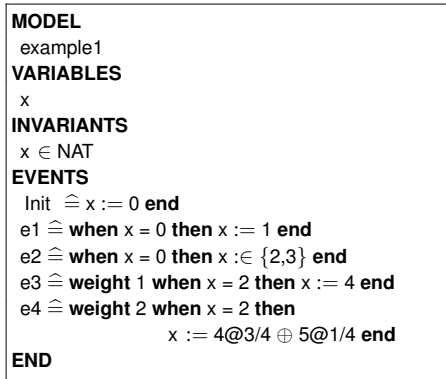 MODEL
example1
VARIABLES
x
INVARIANTS
x ∈ NAT
EVENTS
Init ≙ x := 0 end
e1 ≙ when x = 0 then x := 1 end
e2 ≙ when x = 0 then x :∈ {2,3} end
e3 ≙ weight 1 when x = 2 then x := 4 end
e4 ≙ weight 2 when x = 2 then
x := 4@3/4 ⊕ 5@1/4 end
END